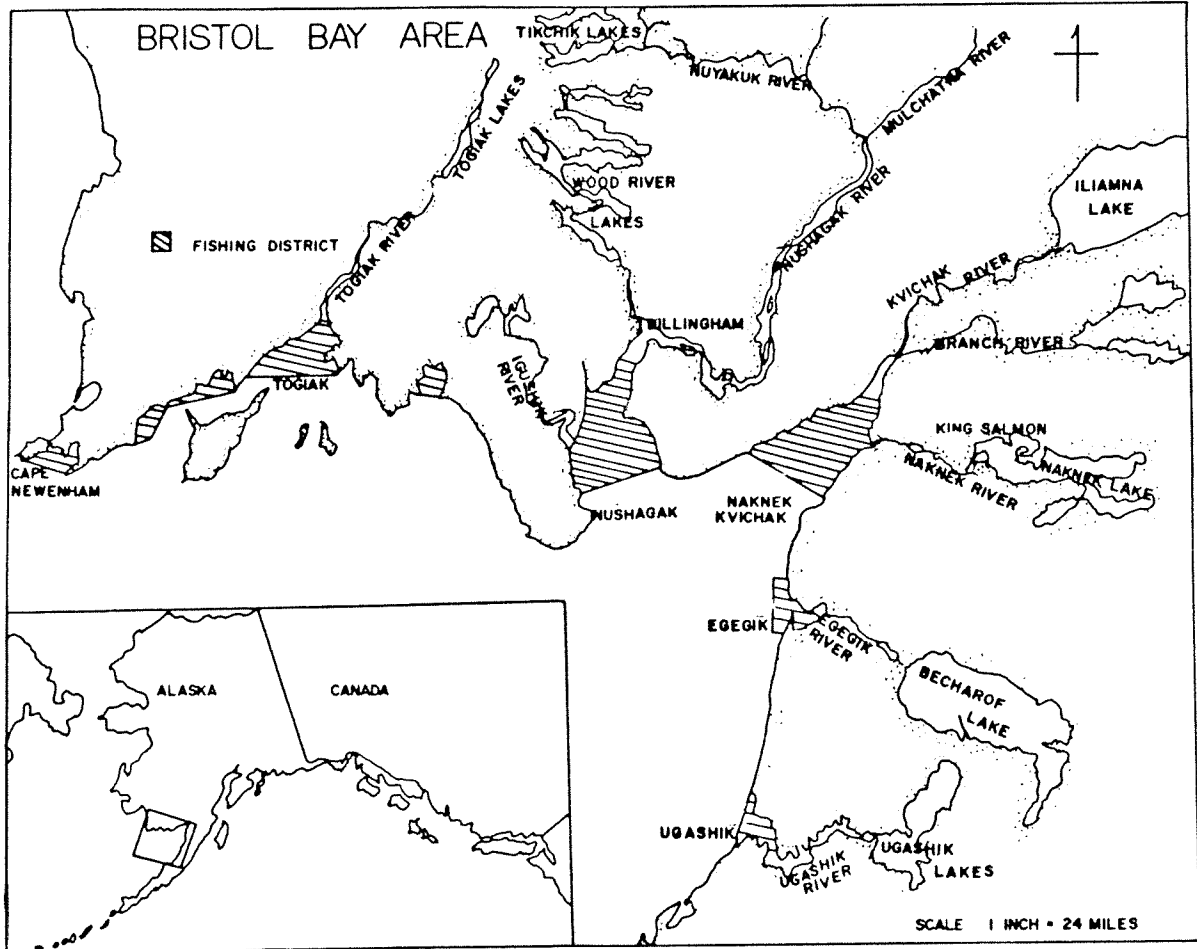 BRISTOL BAY AREA
TIKCHIK LAKES
NUYAKUK RIVER
MULCHATNA RIVER
TOGIAK LAKES
WOOD RIVER
LAKES
ILIAMNA
LAKE
NUSHAGAK RIVER
FISHING DISTRICT
TOGIAK RIVER
KVICHAK RIVER
DILLINGHAM
BRANCH RIVER
IGUSHIK
RIVER
TOGIAK
KING SALMON
NAKNEK LAKE
NAKNEK RIVER
CAPE
NEWENHAM
NUSHAGAK
NAKNEK
KVICHAK
EGEGIK
EGEGIK
RIVER
BECHAROF
LAKE
ALASKA
CANADA
UGASHIK
UGASHIK
RIVER
UGASHIK
LAKES
SCALE 1 INCH = 24 MILES